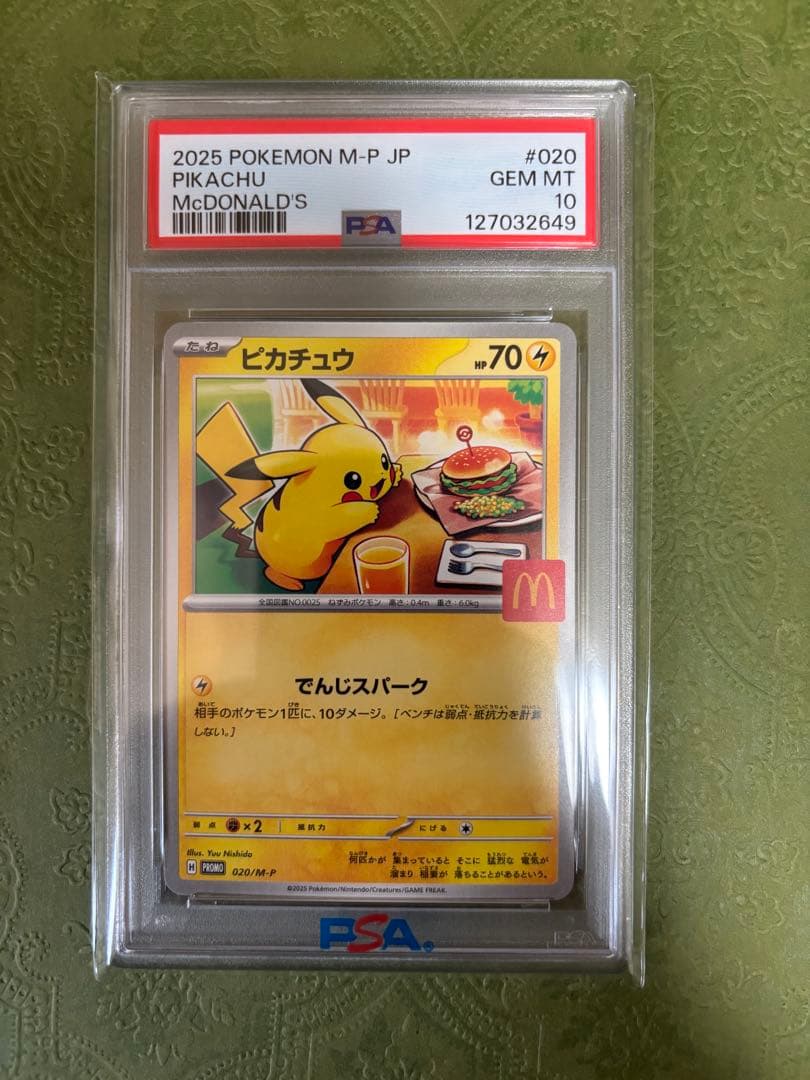 2025 POKEMON M-P JP #020
PIKACHU GEM MT
McDONALD'S 10
PSA 127032649
たね ピカチュウ HP70
M
全国図鑑NO.0025 ねずみポケモン 高さ:0.4m 重さ:6.0kg
でんじスパーク
相手のポケモン1匹に、10ダメージ。[ベンチは弱点・抵抗力を計算
しない。]
弱点 ×2 抵抗力 にげる
Illus. Yuu Nishida
何匹かが 集まっていると そこに 猛烈な 電気が
溜まり 稲妻が 落ちることがあるという。
H PROMO 020/M-P
©2025 Pokémon/Nintendo/Creatures/GAME FREAK.
PSA®